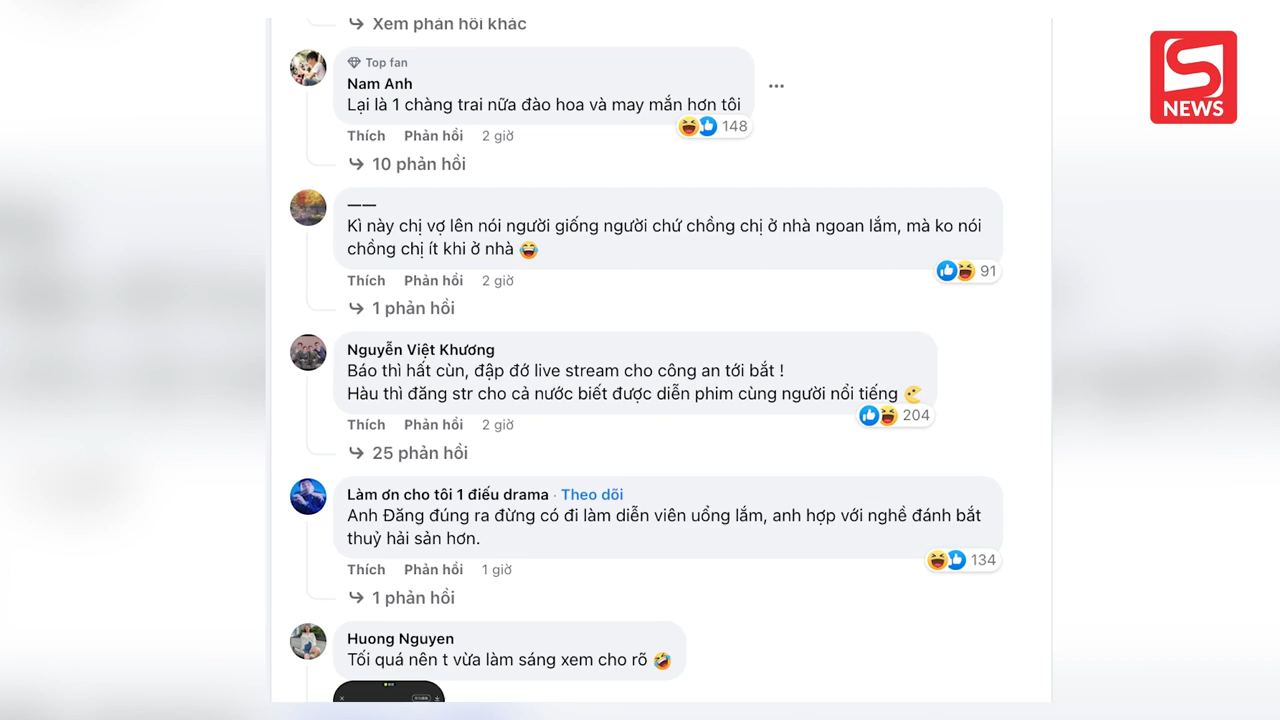 Xem phản hồi khác
Top fan
Nam Anh
Lại là 1 chàng trai nữa đào hoa và may mắn hơn tôi
148
Thích Phản hồi 2 giờ
10 phản hồi
——
Kì này chị vợ lên nói người giống người chứ chồng chị ở nhà ngoan lắm, mà ko nói
chồng chị ít khi ở nhà 😂
91
Thích Phản hồi 2 giờ
1 phản hồi
Nguyễn Việt Khương
Báo thì hất cùn, đập đớ live stream cho công an tới bắt !
Hàu thì đăng str cho cả nước biết được diễn phim cùng người nổi tiếng
204
Thích Phản hồi 2 giờ
25 phản hồi
Làm ơn cho tôi 1 điếu drama · Theo dõi
Anh Đăng đúng ra đừng có đi làm diễn viên uổng lắm, anh hợp với nghề đánh bắt
thuỷ hải sản hơn.
134
Thích Phản hồi 1 giờ
1 phản hồi
Huong Nguyen
Tối quá nên t vừa làm sáng xem cho rõ 🤣
S
NEWS